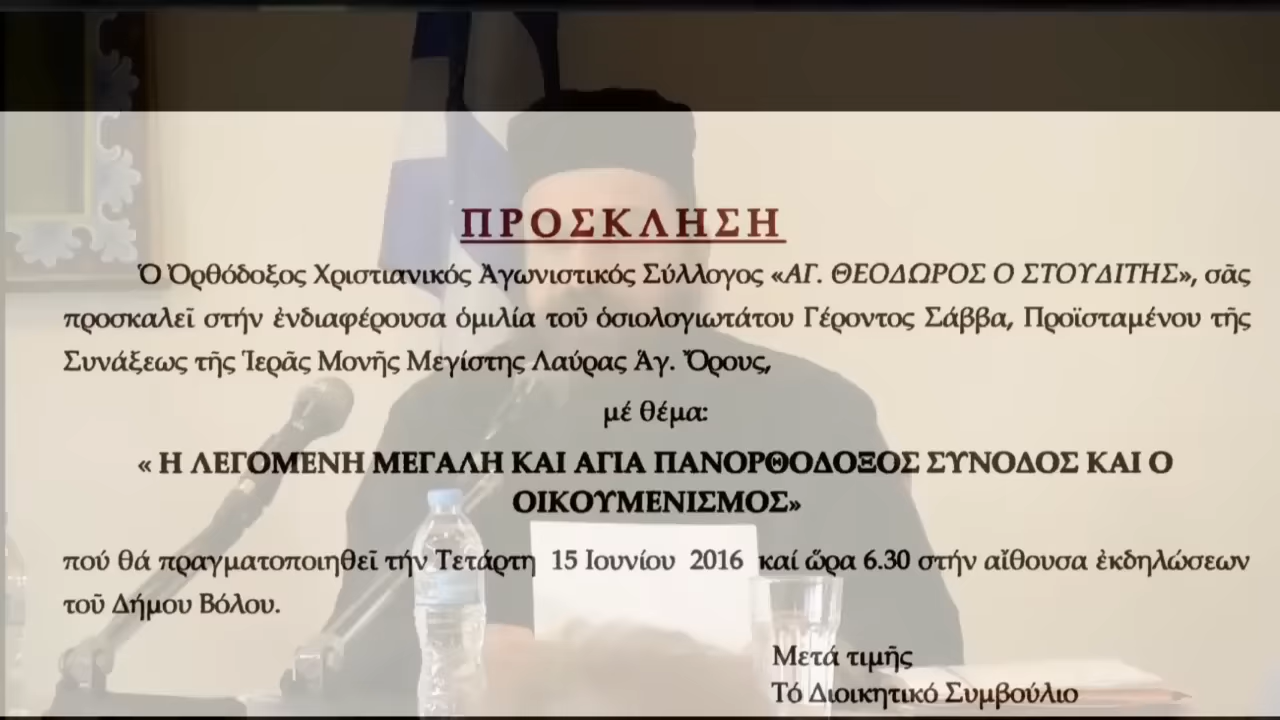 ΠΡΟΣΚΛΗΣΗ
Ὁ Ὀρθόδοξος Χριστιανικός Ἀγωνιστικός Σύλλογος «ΑΓ. ΘΕΟΔΩΡΟΣ Ο ΣΤΟΥΔΙΤΗΣ», σᾶς
προσκαλεῖ στήν ἐνδιαφέρουσα ὁμιλία τοῦ ὁσιολογιωτάτου Γέροντος Σάββα, Προϊσταμένου τῆς
Συνάξεως τῆς Ἱερᾶς Μονῆς Μεγίστης Λαύρας Ἁγ. Ὄρους,
μέ θέμα:
« Η ΛΕΓΟΜΕΝΗ ΜΕΓΑΛΗ ΚΑΙ ΑΓΙΑ ΠΑΝΟΡΘΟΔΟΞΟΣ ΣΥΝΟΔΟΣ ΚΑΙ Ο
ΟΙΚΟΥΜΕΝΙΣΜΟΣ»
πού θά πραγματοποιηθεῖ τήν Τετάρτη 15 Ιουνίου 2016 καί ὥρα 6.30 στήν αἴθουσα ἐκδηλώσεων
τοῦ Δήμου Βόλου.
Μετά τιμῆς
Τό Διοικητικό Συμβούλιο